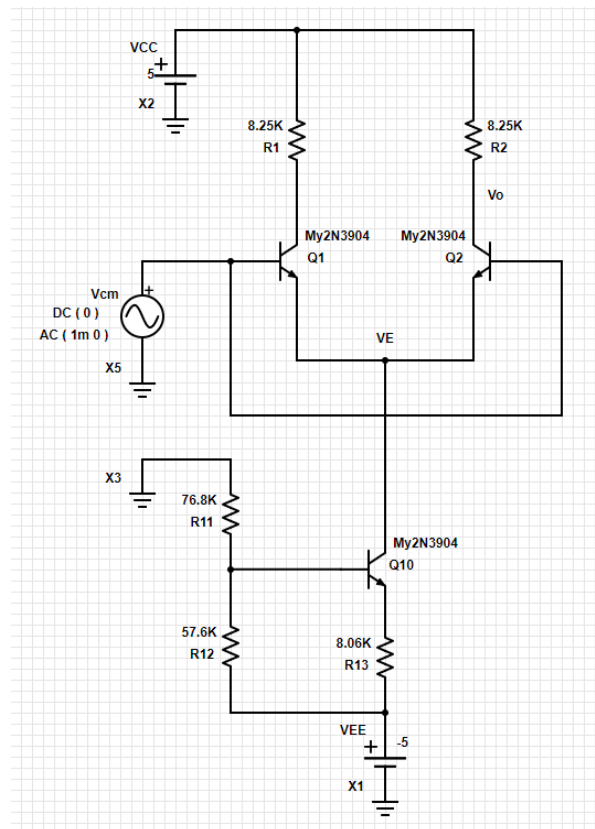 VCC
+
5
X2
8.25K
R1
8.25K
R2
Vo
My2N3904
Q1
My2N3904
Q2
Vcm
+
DC ( 0 )
AC ( 1m 0 )
X5
VE
X3
76.8K
R11
My2N3904
Q10
57.6K
R12
8.06K
R13
VEE
+
-5
X1